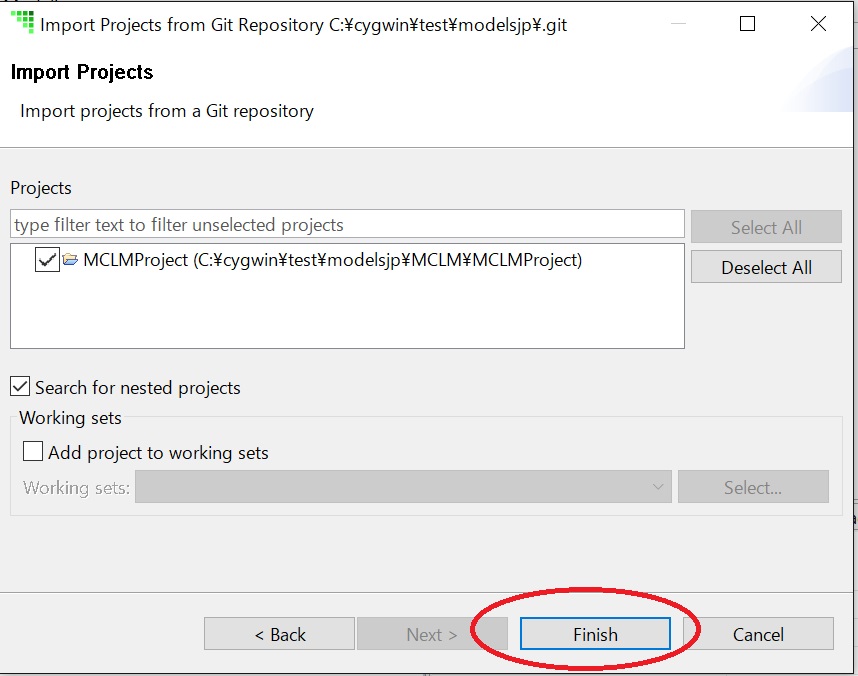 Import Projects from Git Repository C:¥cygwin¥test¥modelsjp¥.git
Import Projects
Import projects from a Git repository
Projects
type filter text to filter unselected projects
Select All
MCLMProject (C:¥cygwin¥test¥modelsjp¥MCLM¥MCLMProject)
Deselect All
Search for nested projects
Working sets
Add project to working sets
Working sets:
Select...
< Back
Next >
Finish
Cancel